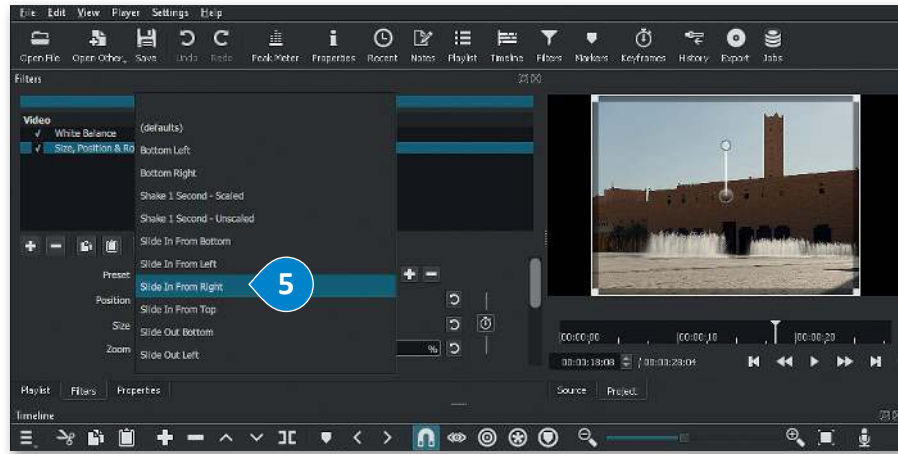 File Edit View Player Settings Help
Open File Open Other.. Save Undo Redo Peak Meter Properties Recent Notes Playlist Timeline Filters Markers Keyframes History Export Jobs
Filters
Video
√ White Balance
√ Size, Position & Ro
(defaults)
Bottom Left
Bottom Right
Shake 1 Second - Scaled
Shake 1 Second - Unscaled
Slide In From Bottom
Slide In From Left
Slide In From Right
5
Slide In From Top
Slide Out Bottom
Slide Out Left
Preset
Position
Size
Zoom
%
00:00:00 00:00:10 00:00:20
00:00:18:08 / 00:00:28:04
Playlist Filters Properties
Source Project
Timeline